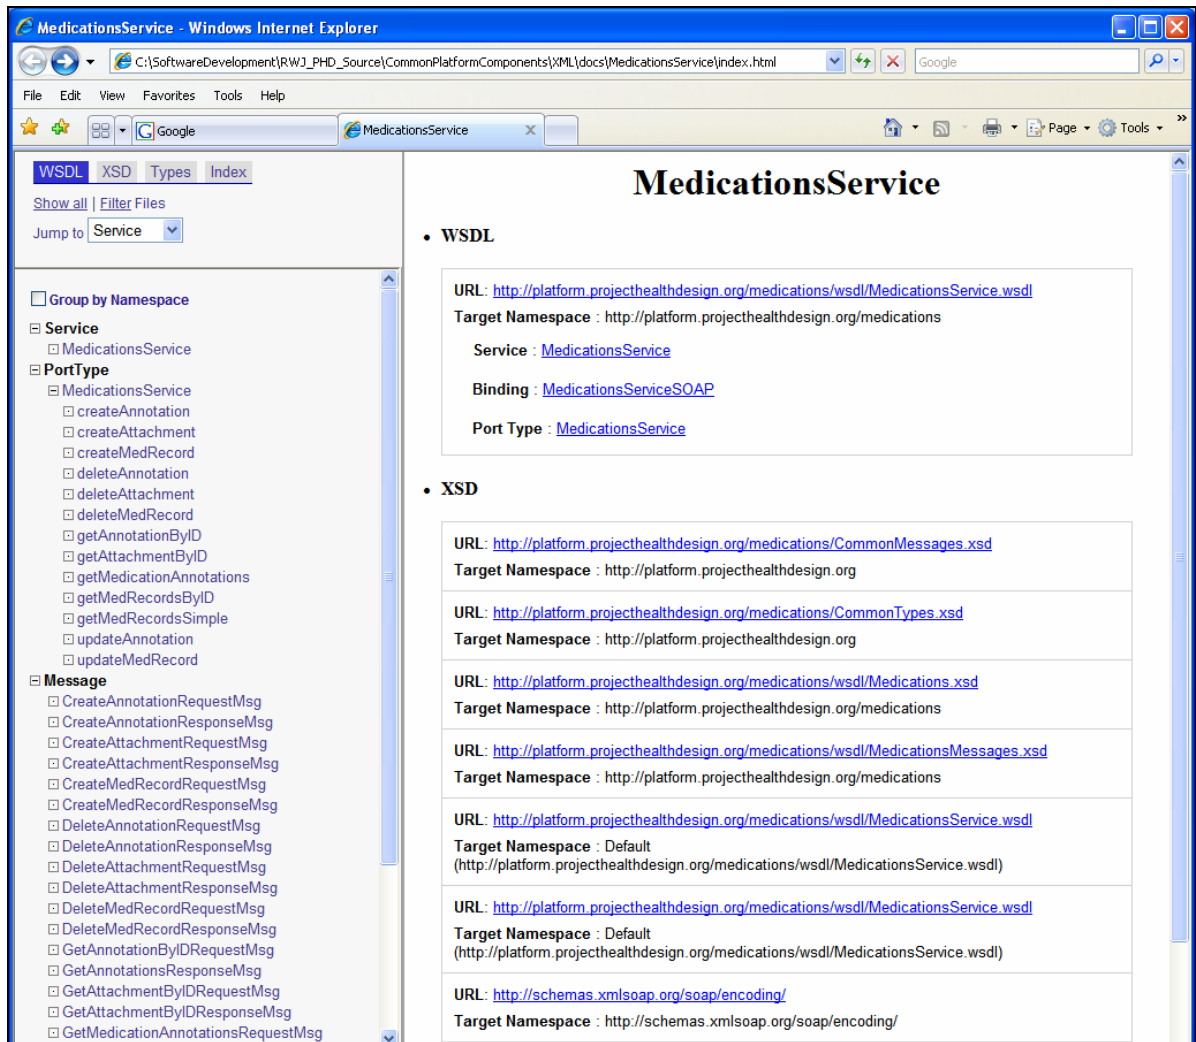 MedicationsService - Windows Internet Explorer
C:\SoftwareDevelopment\RWJ_PHD_Source\CommonPlatformComponents\XML\docs\MedicationsService\index.html
Google
File Edit View Favorites Tools Help
Google
MedicationsService
Page
Tools
WSDL XSD Types Index
Show all | Filter Files
Jump to Service
Group by Namespace
Service
MedicationsService
PortType
MedicationsService
createAnnotation
createAttachment
createMedRecord
deleteAnnotation
deleteAttachment
deleteMedRecord
getAnnotationByID
getAttachmentByID
getMedicationAnnotations
getMedRecordsByID
getMedRecordsSimple
updateAnnotation
updateMedRecord
Message
CreateAnnotationRequestMsg
CreateAnnotationResponseMsg
CreateAttachmentRequestMsg
CreateAttachmentResponseMsg
CreateMedRecordRequestMsg
CreateMedRecordResponseMsg
DeleteAnnotationRequestMsg
DeleteAnnotationResponseMsg
DeleteAttachmentRequestMsg
DeleteAttachmentResponseMsg
DeleteMedRecordRequestMsg
DeleteMedRecordResponseMsg
GetAnnotationByIDRequestMsg
GetAnnotationsResponseMsg
GetAttachmentByIDRequestMsg
GetAttachmentByIDResponseMsg
GetMedicationAnnotationsRequestMsg
MedicationsService
• WSDL
URL: http://platform.projecthealthdesign.org/medications/wsdl/MedicationsService.wsdl
Target Namespace : http://platform.projecthealthdesign.org/medications
Service : MedicationsService
Binding : MedicationsServiceSOAP
Port Type : MedicationsService
• XSD
URL: http://platform.projecthealthdesign.org/medications/CommonMessages.xsd
Target Namespace : http://platform.projecthealthdesign.org
URL: http://platform.projecthealthdesign.org/medications/CommonTypes.xsd
Target Namespace : http://platform.projecthealthdesign.org
URL: http://platform.projecthealthdesign.org/medications/wsdl/Medications.xsd
Target Namespace : http://platform.projecthealthdesign.org/medications
URL: http://platform.projecthealthdesign.org/medications/wsdl/MedicationsMessages.xsd
Target Namespace : http://platform.projecthealthdesign.org/medications
URL: http://platform.projecthealthdesign.org/medications/wsdl/MedicationsService.wsdl
Target Namespace : Default
(http://platform.projecthealthdesign.org/medications/wsdl/MedicationsService.wsdl)
URL: http://platform.projecthealthdesign.org/medications/wsdl/MedicationsService.wsdl
Target Namespace : Default
(http://platform.projecthealthdesign.org/medications/wsdl/MedicationsService.wsdl)
URL: http://schemas.xmlsoap.org/soap/encoding/
Target Namespace : http://schemas.xmlsoap.org/soap/encoding/